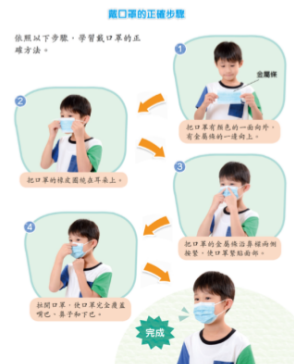 戴口罩的正確步驟
依照以下步驟，學習戴口罩的正
確方法。
1
金屬條
把口罩有顏色的一面向外，
有金屬條的一邊向上。
2
把口罩的橡皮圈繞在耳朵上。
3
把口罩的金屬條沿鼻樑兩側
按緊，使口罩緊貼面部。
4
拉開口罩，使口罩完全覆蓋
嘴巴、鼻子和下巴。
完成